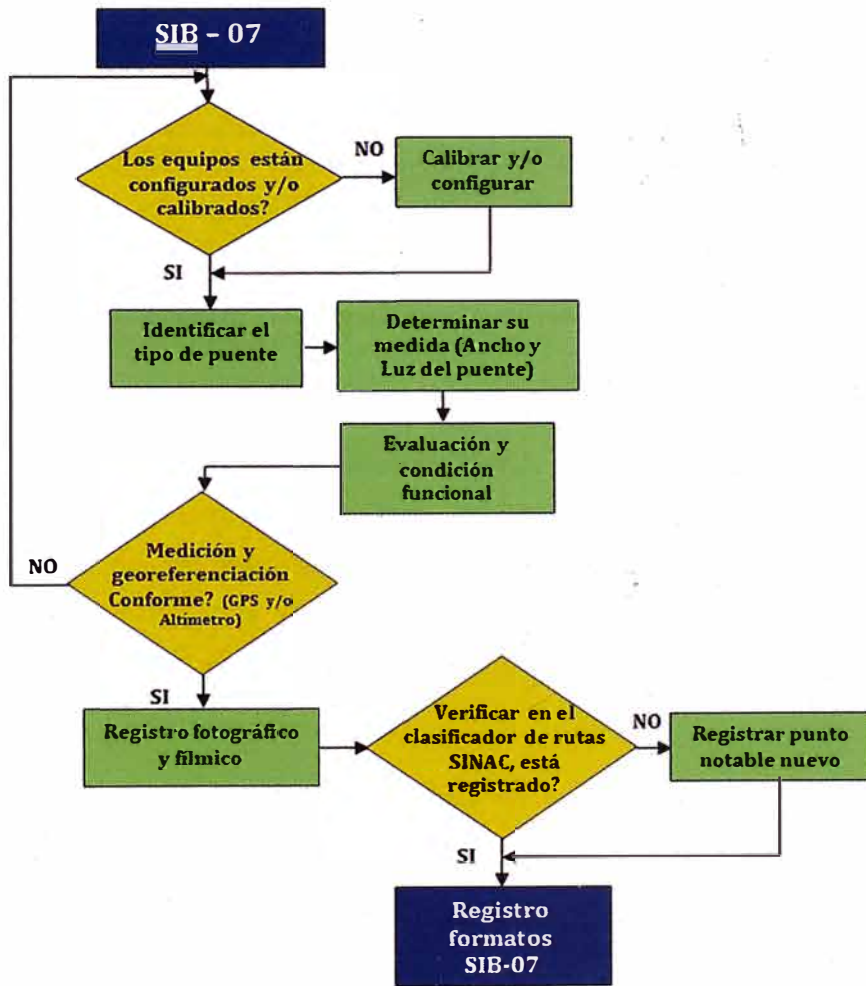 SIB – 07
Los equipos están
configurados y/o
calibrados?
NO
Calibrar y/o
configurar
SI
Identificar el
tipo de puente
Determinar su
medida (Ancho y
Luz del puente)
Evaluación y
condición
funcional
Medición y
georeferenciación
Conforme? (GPS y/o
Altímetro)
NO
SI
Registro fotográfico
y fílmico
Verificar en el
clasificador de rutas
SINAC, está
registrado?
NO
Registrar punto
notable nuevo
SI
Registro
formatos
SIB-07